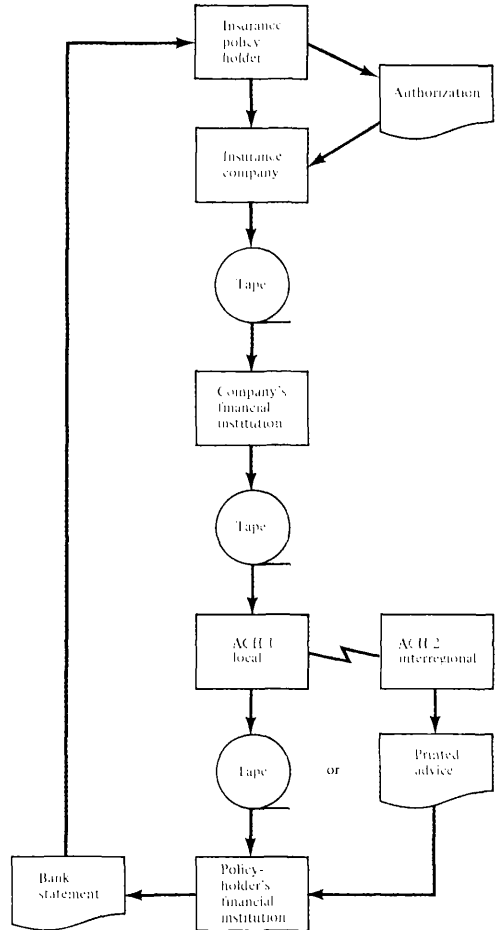 Insurance
policy
holder
Authorization
Insurance
company
Tape
Company's
financial
institution
Tape
ACH 1
local
ACH 2
interregional
Tape
or
Printed
advice
Policy-
holder's
financial
institution
Bank
statement